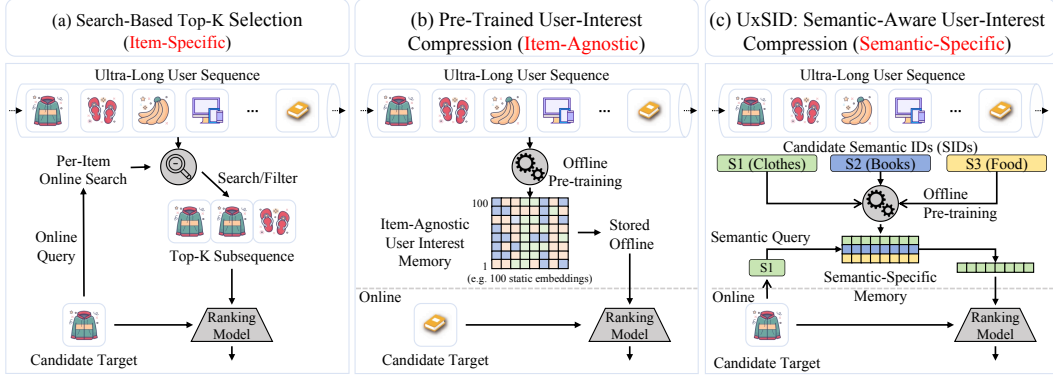 (a) Search-Based Top-K Selection
(Item-Specific)
Ultra-Long User Sequence
...
Per-Item
Online Search
Search/Filter
Online
Query
Top-K Subsequence
Ranking
Model
Candidate Target
(b) Pre-Trained User-Interest
Compression (Item-Agnostic)
Ultra-Long User Sequence
...
Offline
Pre-training
100
Item-Agnostic
User Interest
Memory
1
(e.g. 100 static embeddings)
Stored
Offline
Online
Ranking
Model
Candidate Target
(c) UxSID: Semantic-Aware User-Interest
Compression (Semantic-Specific)
Ultra-Long User Sequence
...
Candidate Semantic IDs (SIDs)
S1 (Clothes)
S2 (Books)
S3 (Food)
Offline
Pre-training
Semantic Query
S1
Semantic-Specific
Memory
Online
Ranking
Model
Candidate Target